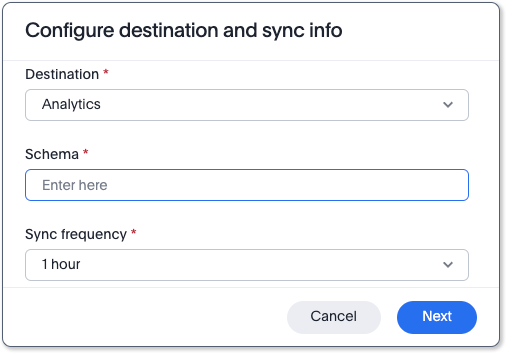 Configure destination and sync info
Destination *
Analytics
Schema *
Enter here
Sync frequency *
1 hour
Cancel Next